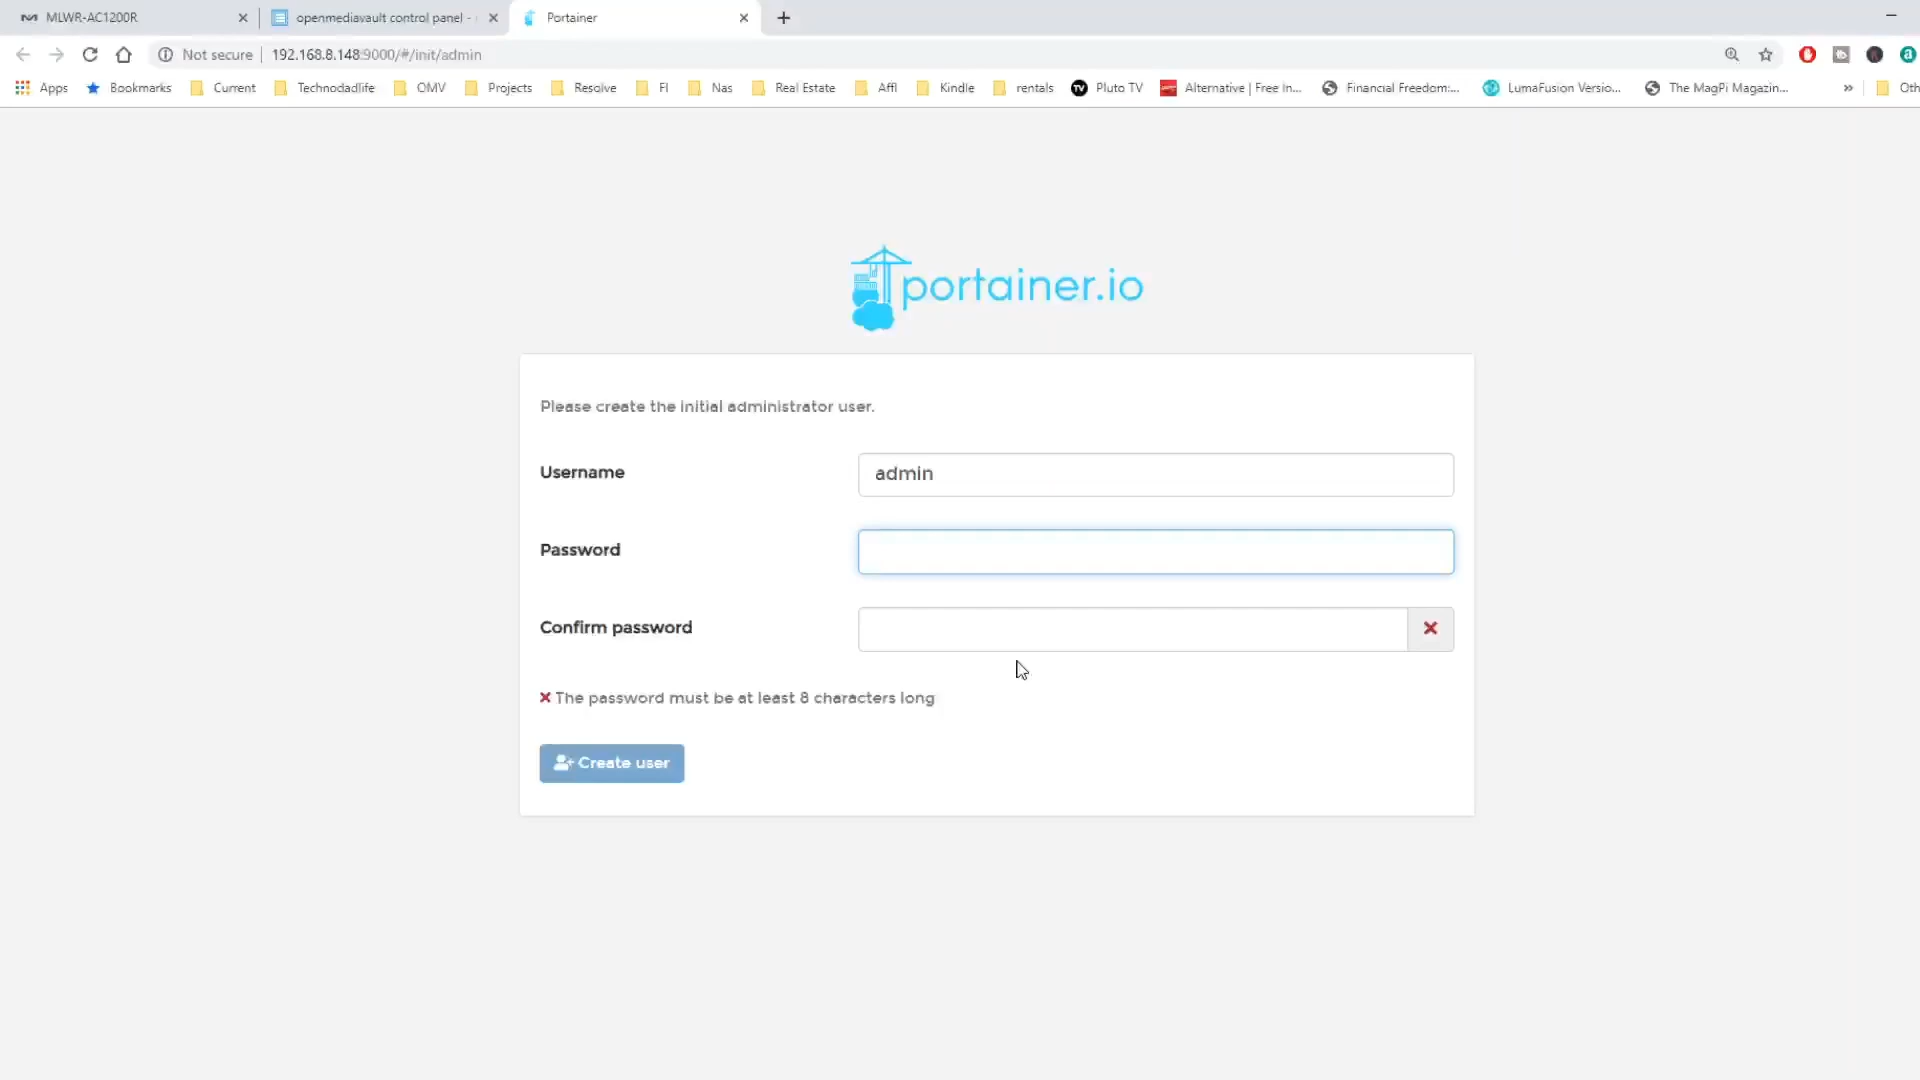 MLWR-AC1200R
openmediavault control panel -
Portainer
Not secure | 192.168.8.148:9000/#/init/admin
Apps Bookmarks Current Technodadlife OMV Projects Resolve FI Nas Real Estate Affl Kindle rentals Pluto TV Alternative | Free In... Financial Freedom:... LumaFusion Versio... The MagPi Magazin... » Oth
portainer.io
Please create the initial administrator user.
Username
admin
Password
Confirm password
The password must be at least 8 characters long
Create user